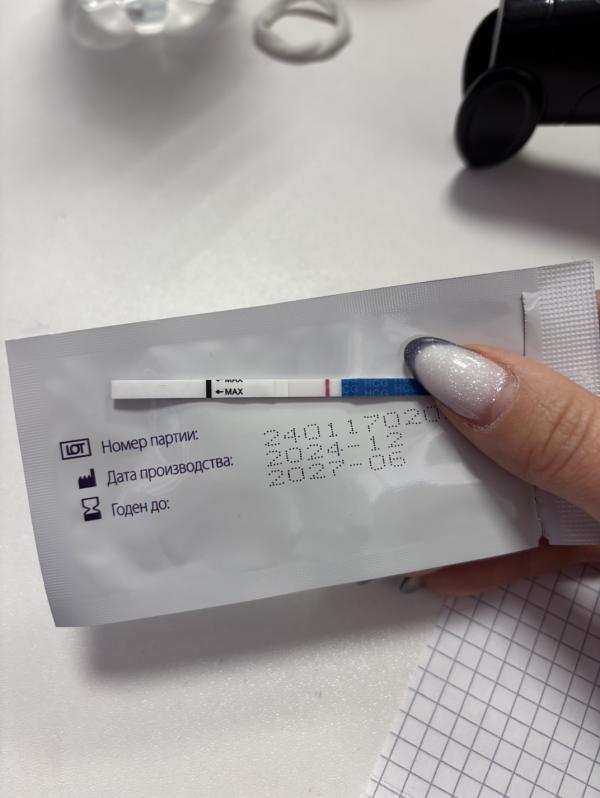 ←MAX
←MAX
HCG HCG
LOT Номер партии:
240117020
Дата производства:
2024-12
Годен до:
2027-06